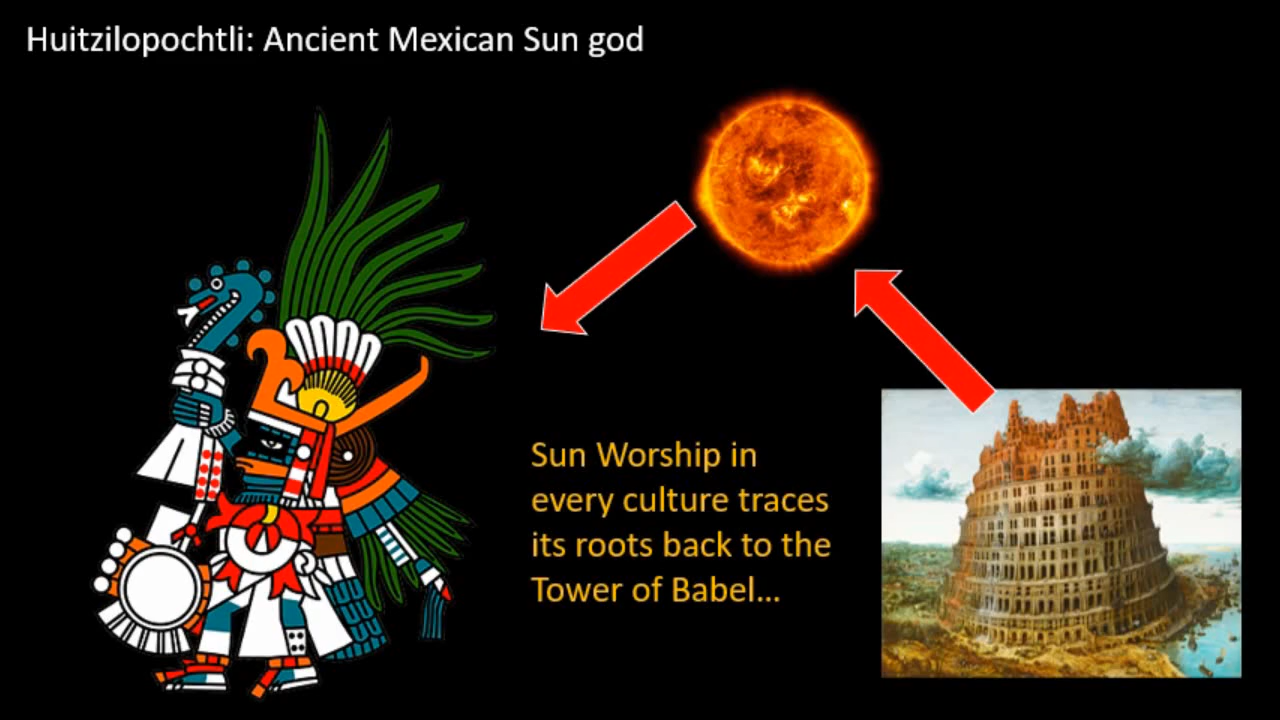 Huitzilopochtli: Ancient Mexican Sun god
Sun Worship in
every culture traces
its roots back to the
Tower of Babel...